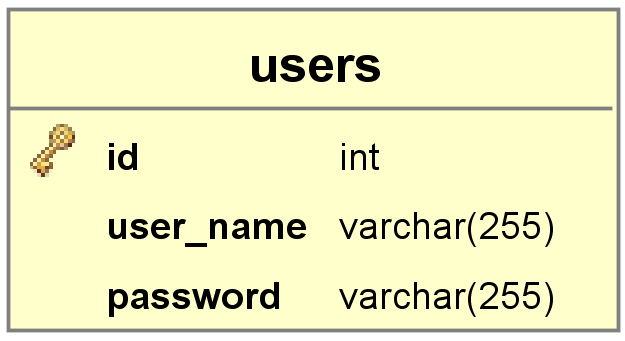 users
id int
user_name varchar(255)
password varchar(255)